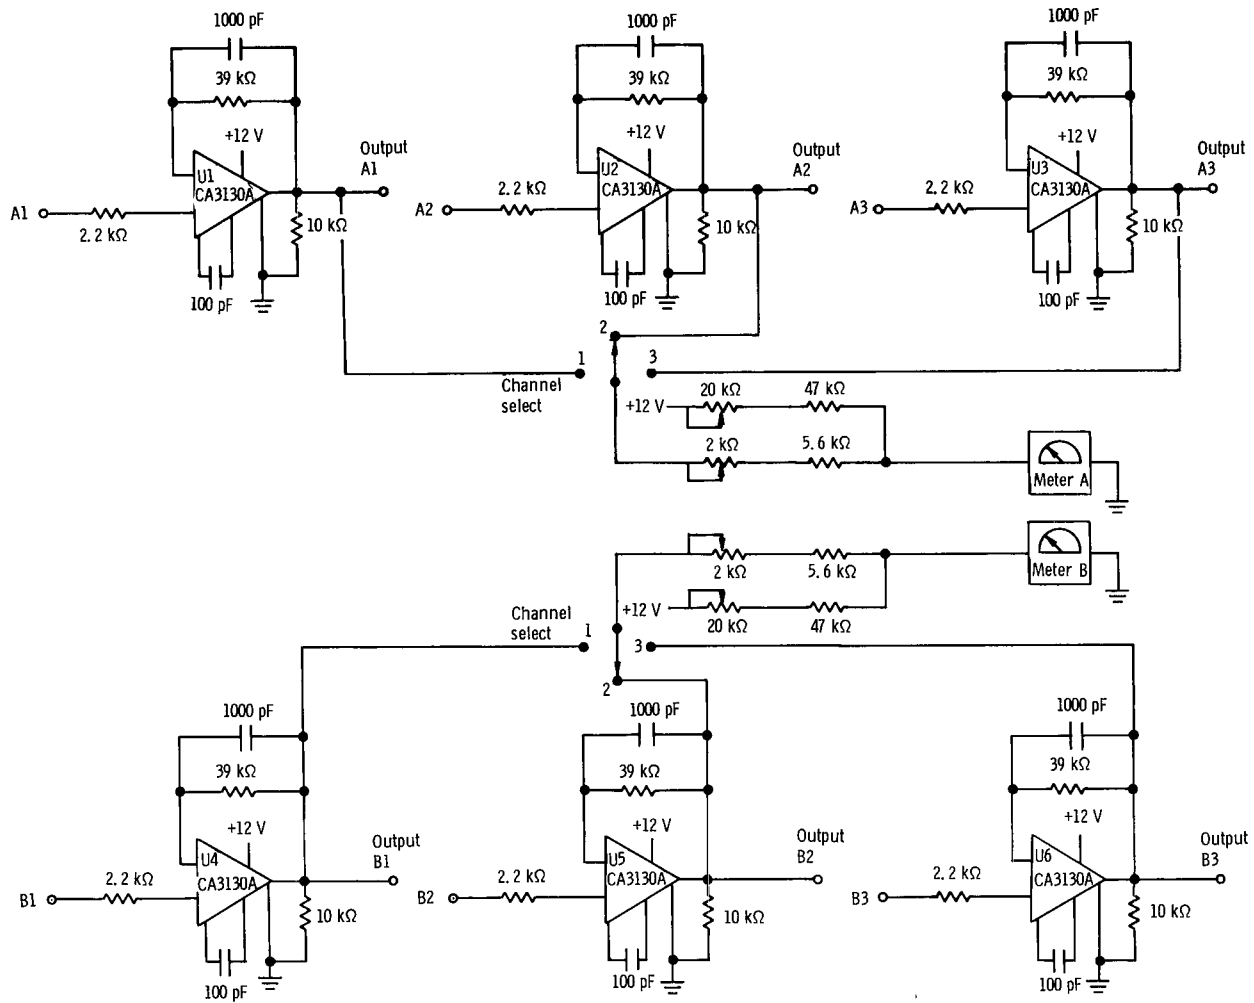 1000 pF
39 kΩ
+12 V
U1
CA3130A
Output
A1
A1
2.2 kΩ
10 kΩ
100 pF
1000 pF
39 kΩ
+12 V
U2
CA3130A
Output
A2
A2
2.2 kΩ
10 kΩ
100 pF
1000 pF
39 kΩ
+12 V
U3
CA3130A
Output
A3
A3
2.2 kΩ
10 kΩ
100 pF
2
1
3
Channel
select
+12 V
20 kΩ
47 kΩ
2 kΩ
5.6 kΩ
Meter A
2 kΩ
5.6 kΩ
Meter B
+12 V
20 kΩ
47 kΩ
Channel
select
1
3
2
1000 pF
39 kΩ
+12 V
U4
CA3130A
Output
B1
B1
2.2 kΩ
10 kΩ
100 pF
1000 pF
39 kΩ
+12 V
U5
CA3130A
Output
B2
B2
2.2 kΩ
10 kΩ
100 pF
1000 pF
39 kΩ
+12 V
U6
CA3130A
Output
B3
B3
2.2 kΩ
10 kΩ
100 pF